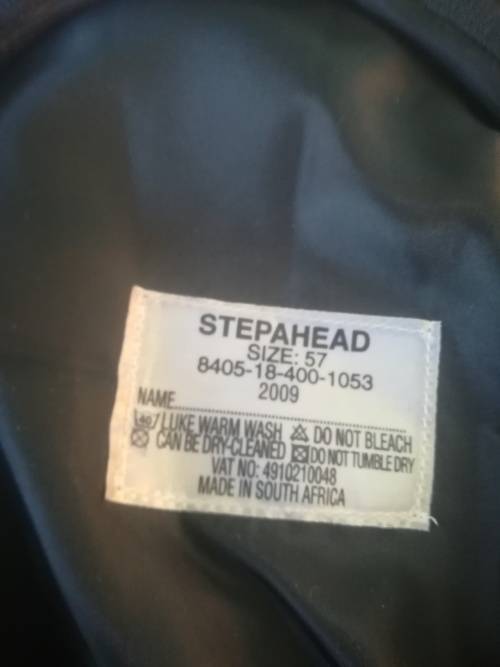 STEPAHEAD
SIZE: 57
8405-18-400-1053
2009
NAME
40/LUKE WARM WASH DO NOT BLEACH
CAN BE DRY-CLEANED DO NOT TUMBLE DRY
VAT NO: 4910210048
MADE IN SOUTH AFRICA